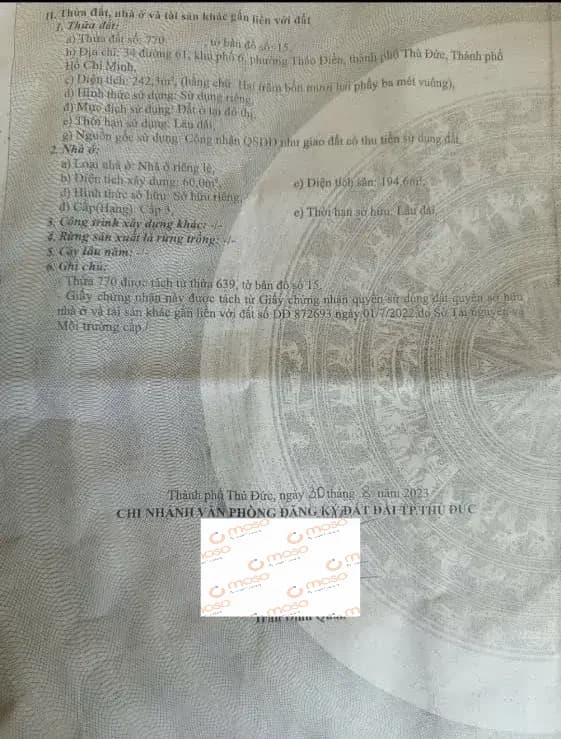 II. Thửa đất, nhà ở và tài sản khác gắn liền với đất
1. Thửa đất:
a) Thửa đất số: 770, tờ bản đồ số: 15,
b) Địa chỉ: 34 đường 61, khu phố 6, phường Thảo Điền, thành phố Thủ Đức, Thành phố
Hồ Chí Minh,
c) Diện tích: 242,3m², (bằng chữ: Hai trăm bốn mươi hai phẩy ba mét vuông),
d) Hình thức sử dụng: Sử dụng riêng,
đ) Mục đích sử dụng: Đất ở tại đô thị,
e) Thời hạn sử dụng: Lâu dài,
g) Nguồn gốc sử dụng: Công nhận QSDĐ như giao đất có thu tiền sử dụng đất.
2. Nhà ở:
a) Loại nhà ở: Nhà ở riêng lẻ,
b) Diện tích xây dựng: 60,0m², c) Diện tích sàn: 194,6m²,
d) Hình thức sở hữu: Sở hữu riêng,
đ) Cấp(Hạng): Cấp 3, e) Thời hạn sở hữu: Lâu dài.
3. Công trình xây dựng khác: -/-
4. Rừng sản xuất là rừng trồng: -/-
5. Cây lâu năm: -/-
6. Ghi chú:
- Thửa 770 được tách từ thửa 639, tờ bản đồ số 15.
- Giấy chứng nhận này được tách từ Giấy chứng nhận quyền sử dụng đất quyền sở hữu
nhà ở và tài sản khác gắn liền với đất số DĐ 872693 ngày 01/7/2022 do Sở Tài nguyên và
Môi trường cấp./.
Thành phố Thủ Đức, ngày 20 tháng 8 năm 2023
CHI NHÁNH VĂN PHÒNG ĐĂNG KÝ ĐẤT ĐAI TP.THỦ ĐỨC
moso
moso
moso
moso
moso
moso
moso
moso
Trần Đình